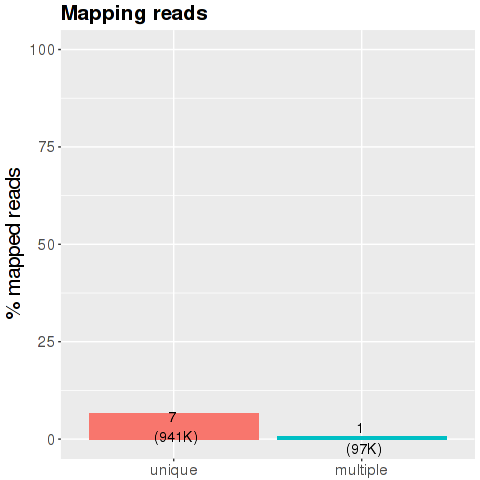 Mapping reads
% mapped reads
100
75
50
25
0
7
(941K)
1
(97K)
unique
multiple